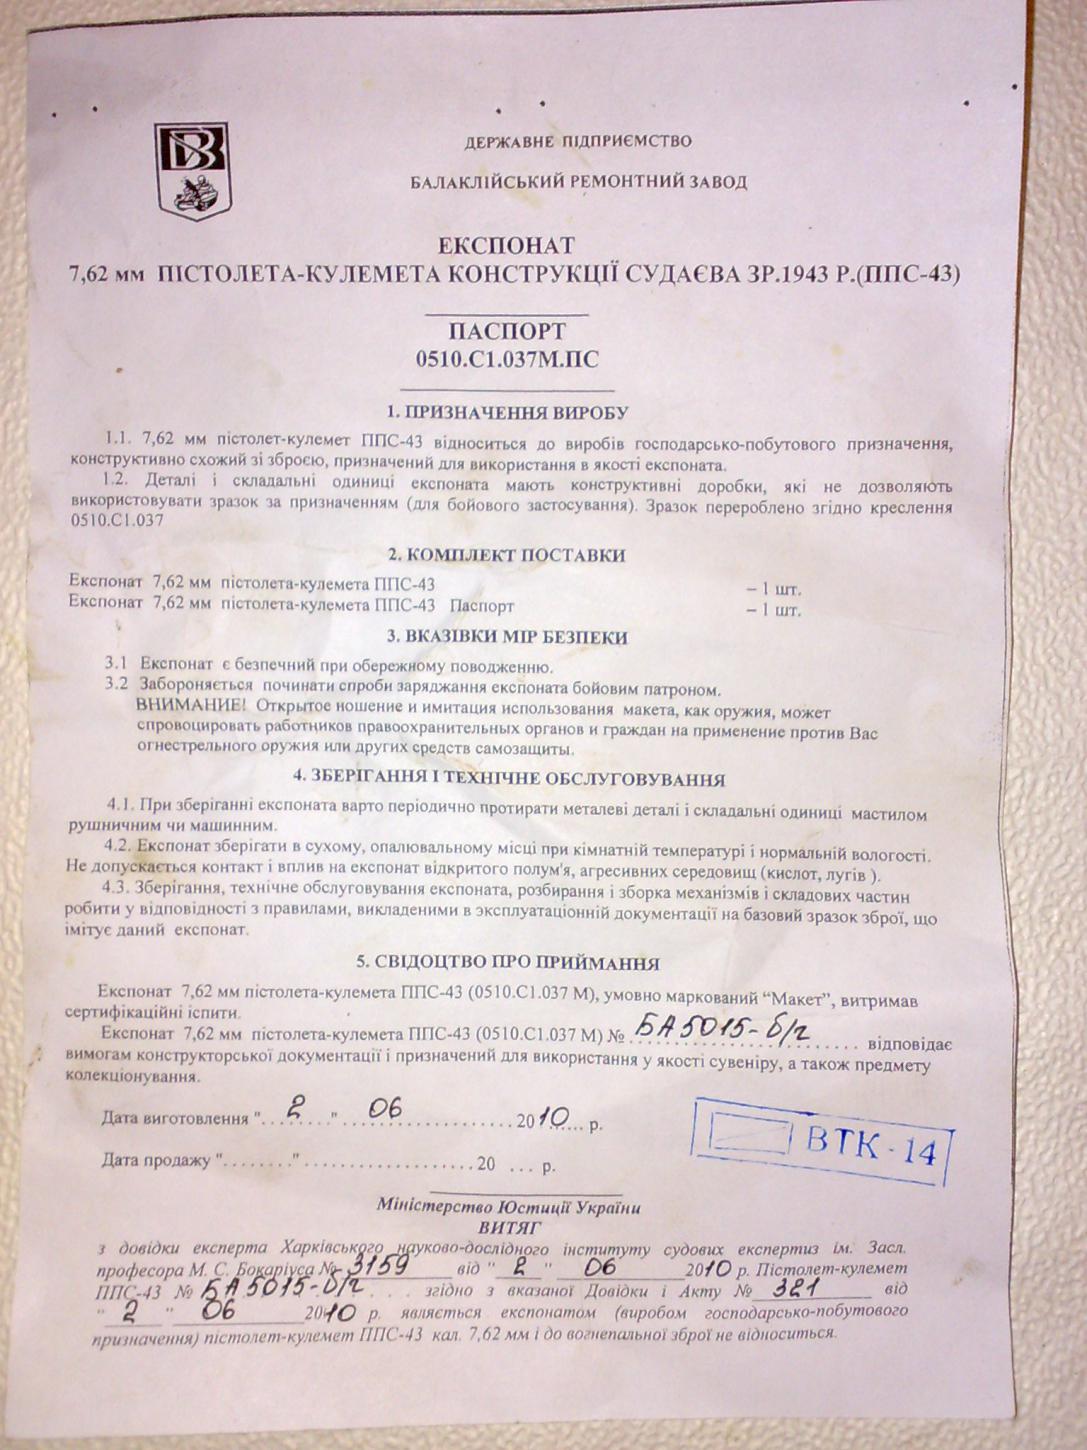 ДЕРЖАВНЕ ПІДПРИЄМСТВО
БАЛАКЛІЙСЬКИЙ РЕМОНТНИЙ ЗАВОД
ЕКСПОНАТ
7,62 мм ПІСТОЛЕТА-КУЛЕМЕТА КОНСТРУКЦІЇ СУДАЄВА ЗР.1943 Р.(ППС-43)
ПАСПОРТ
0510.С1.037М.ПС
1. ПРИЗНАЧЕННЯ ВИРОБУ
1.1. 7,62 мм пістолет-кулемет ППС-43 відноситься до виробів господарсько-побутового призначення,
конструктивно схожий зі зброєю, призначений для використання в якості експоната.
1.2. Деталі і складальні одиниці експоната мають конструктивні доробки, які не дозволяють
використовувати зразок за призначенням (для бойового застосування). Зразок перероблено згідно креслення
0510.С1.037
2. КОМПЛЕКТ ПОСТАВКИ
Експонат 7,62 мм пістолета-кулемета ППС-43 – 1 шт.
Експонат 7,62 мм пістолета-кулемета ППС-43 Паспорт – 1 шт.
3. ВКАЗІВКИ МІР БЕЗПЕКИ
3.1 Експонат є безпечний при обережному поводженню.
3.2 Забороняється починати спроби заряджання експоната бойовим патроном.
ВНИМАНИЕ! Открытое ношение и имитация использования макета, как оружия, может
спровоцировать работников правоохранительных органов и граждан на применение против Вас
огнестрельного оружия или других средств самозащиты.
4. ЗБЕРІГАННЯ І ТЕХНІЧНЕ ОБСЛУГОВУВАННЯ
4.1. При зберіганні експоната варто періодично протирати металеві деталі і складальні одиниці мастилом
рушничним чи машинним.
4.2. Експонат зберігати в сухому, опалювальному місці при кімнатній температурі і нормальній вологості.
Не допускається контакт і вплив на експонат відкритого полум'я, агресивних середовищ (кислот, лугів ).
4.3. Зберігання, технічне обслуговування експоната, розбирання і зборка механізмів і складових частин
робити у відповідності з правилами, викладеними в эксплуатаціонній документації на базовий зразок зброї, що
імітує даний експонат.
5. СВІДОЦТВО ПРО ПРИЙМАННЯ
Експонат 7,62 мм пістолета-кулемета ППС-43 (0510.С1.037 М), умовно маркований “Макет”, витримав
сертифікаційні іспити.
Експонат 7,62 мм пістолета-кулемета ППС-43 (0510.С1.037 М) № БА 5015-б/г відповідає
вимогам конструкторської документації і призначений для використання у якості сувеніру, а також предмету
колекціонування.
Дата виготовлення " 2 " 06 2010 р.
ВТК-14
Дата продажу "........"...................20 ... р.
Міністерство Юстиції України
ВИТЯГ
з довідки експерта Харківського науково-дослідного інституту судових експертиз ім. Засл.
професора М. С. Бокаріуса № 3159 від " 2 " 06 2010 р. Пістолет-кулемет
ППС-43 № БА 5015-б/г . . . згідно з вказаної Довідки і Акту № 321 від
" 2 " 06 2010 р. являється експонатом (виробом господарсько-побутового
призначення) пістолет-кулемет ППС-43 кал. 7,62 мм і до вогнепальної зброї не відноситься.